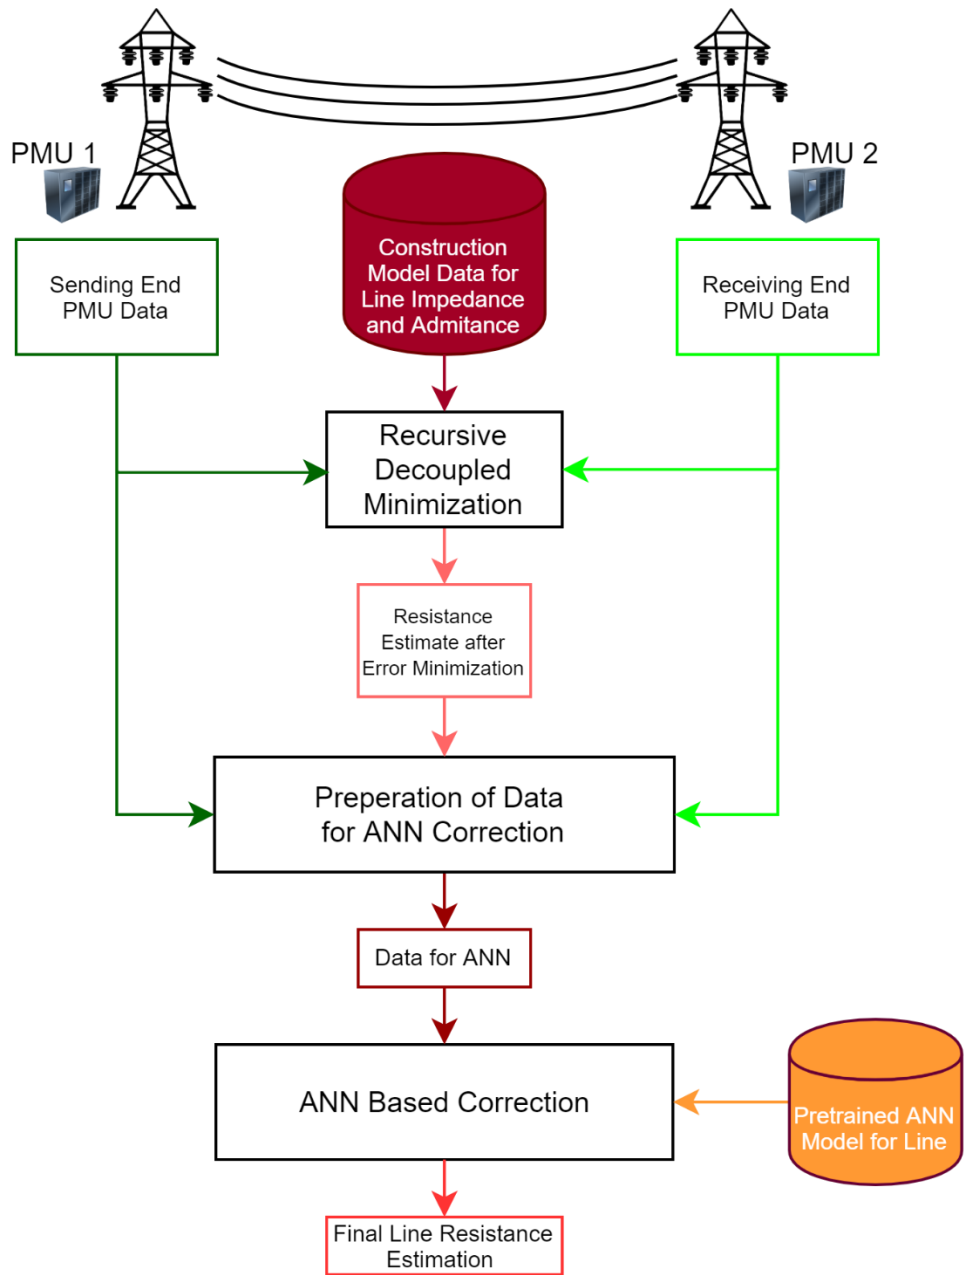 PMU 1
PMU 2
Construction
Model Data for
Line Impedance
and Admitance
Sending End
PMU Data
Receiving End
PMU Data
Recursive
Decoupled
Minimization
Resistance
Estimate after
Error Minimization
Preperation of Data
for ANN Correction
Data for ANN
ANN Based Correction
Pretrained ANN
Model for Line
Final Line Resistance
Estimation